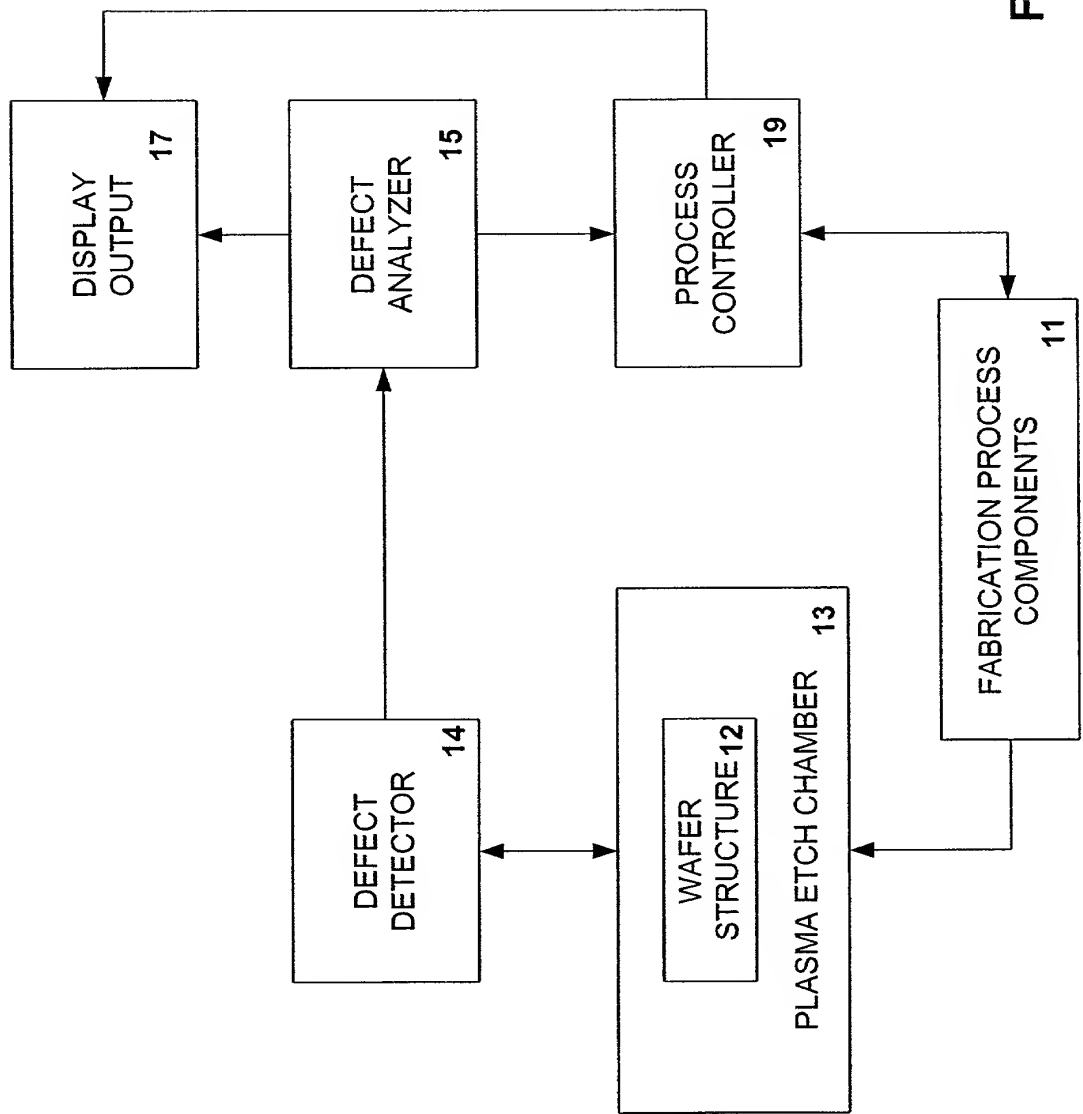 DISPLAY
OUTPUT
17
DEFECT
ANALYZER
15
PROCESS
CONTROLLER
19
DEFECT
DETECTOR
14
WAFER
STRUCTURE 12
PLASMA ETCH CHAMBER
13
FABRICATION PROCESS
COMPONENTS
11
F